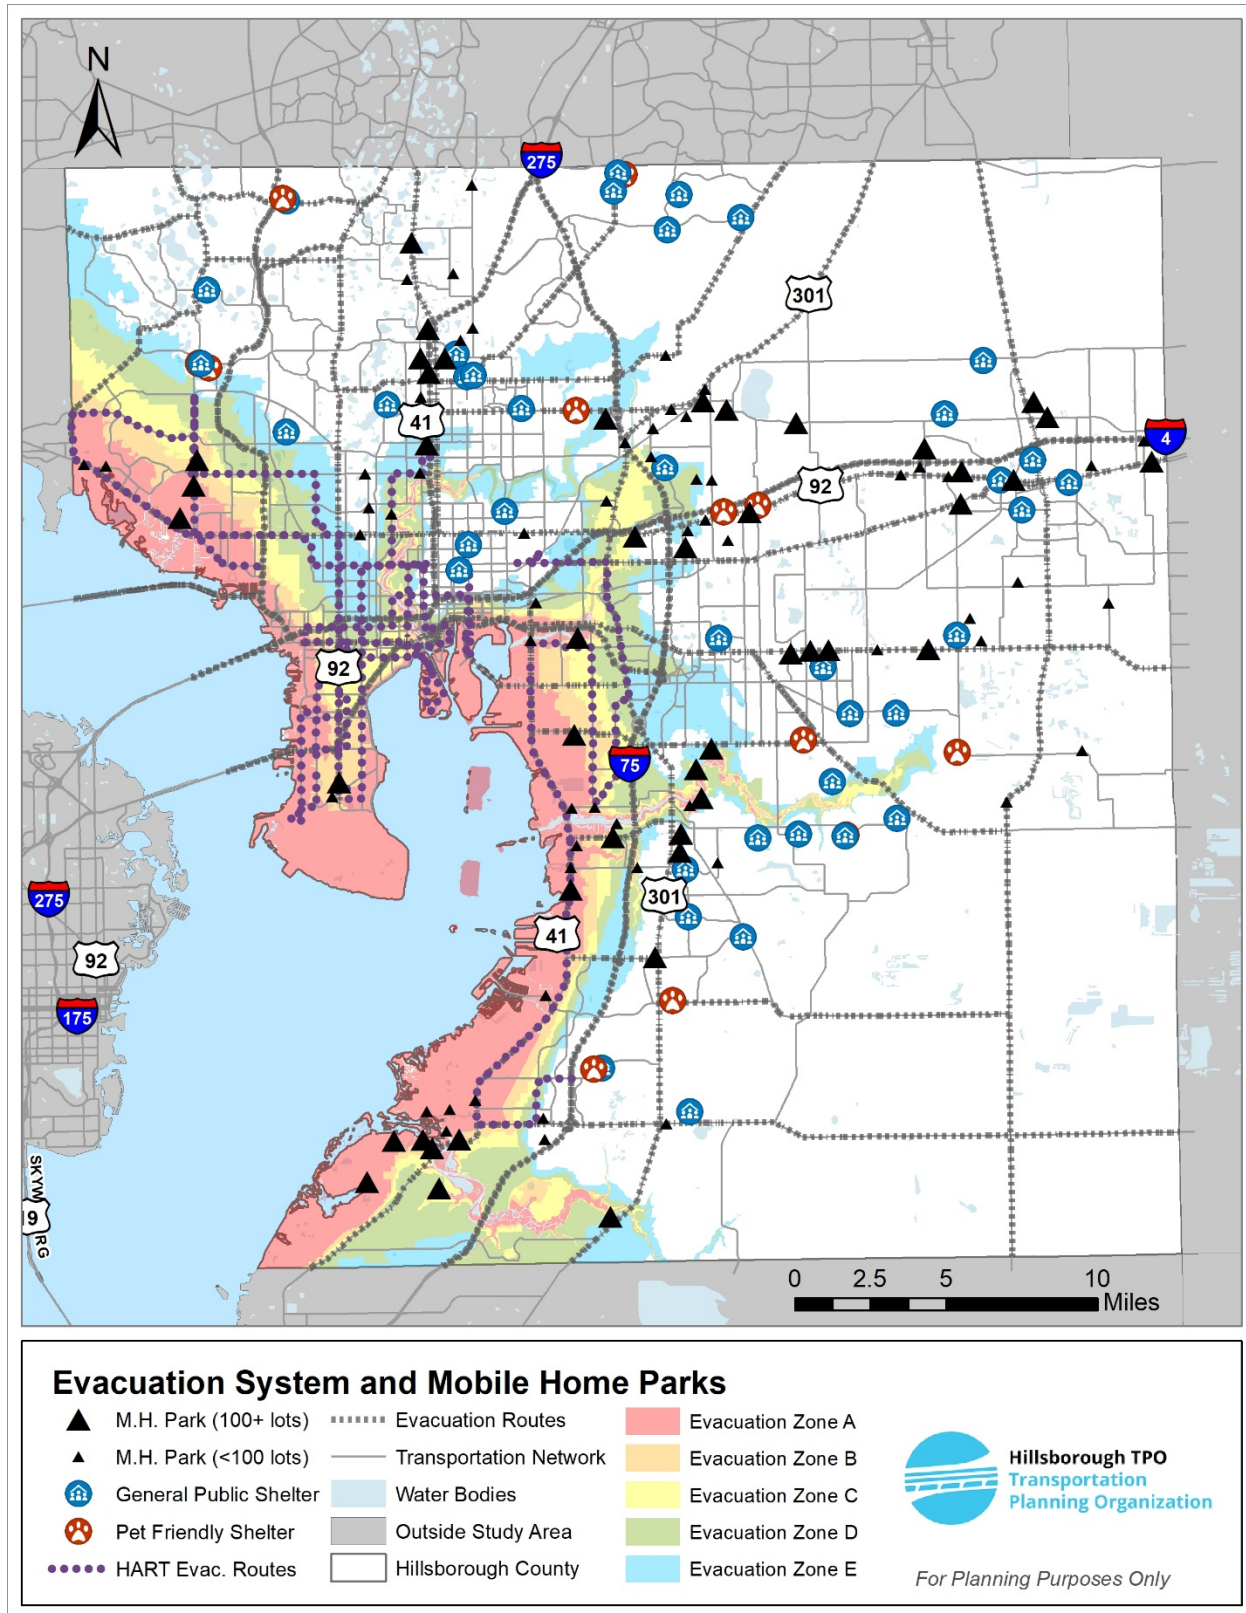 N
275
301
41
4
92
92
75
301
41
275
92
175
SKYW
RG
19
0 2.5 5 10
Miles
Evacuation System and Mobile Home Parks
M.H. Park (100+ lots)
M.H. Park (<100 lots)
General Public Shelter
Pet Friendly Shelter
HART Evac. Routes
Evacuation Routes
Transportation Network
Water Bodies
Outside Study Area
Hillsborough County
Evacuation Zone A
Evacuation Zone B
Evacuation Zone C
Evacuation Zone D
Evacuation Zone E
Hillsborough TPO
Transportation
Planning Organization
For Planning Purposes Only